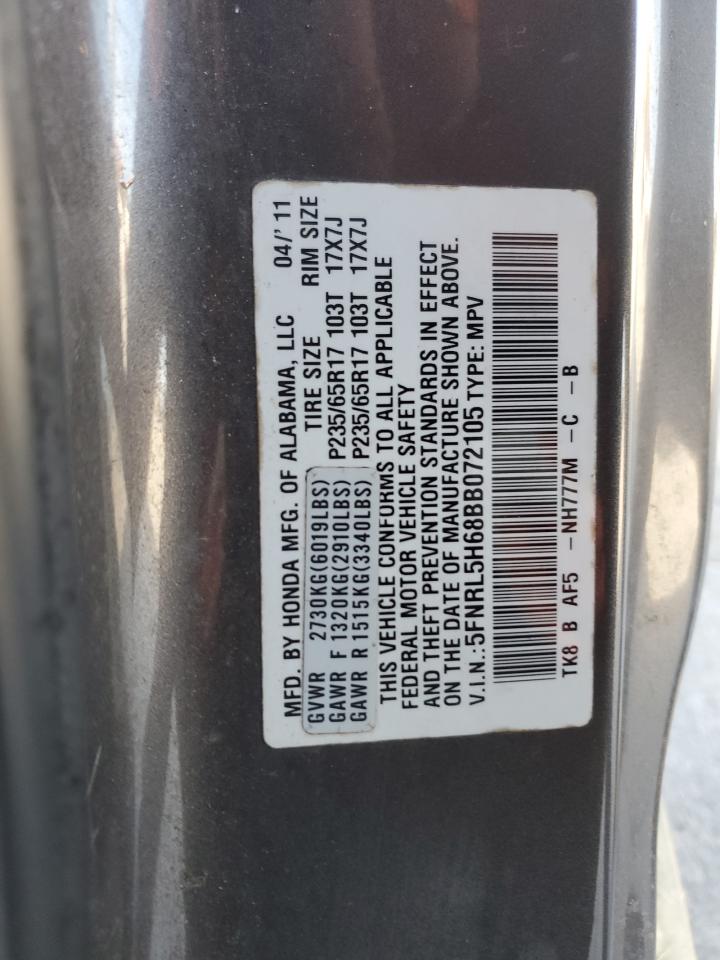 MFD. BY HONDA MFG. OF ALABAMA, LLC 04/'11
GVWR 2730KG(6019LBS) TIRE SIZE RIM SIZE
GAWR F 1320KG(2910LBS) P235/65R17 103T 17X7J
GAWR R 1515KG(3340LBS) P235/65R17 103T 17X7J
THIS VEHICLE CONFORMS TO ALL APPLICABLE
FEDERAL MOTOR VEHICLE SAFETY
AND THEFT PREVENTION STANDARDS IN EFFECT
ON THE DATE OF MANUFACTURE SHOWN ABOVE.
V.I.N.:5FNRL5H68BB072105 TYPE: MPV
TK8 B AF5 -NH777M -C -B